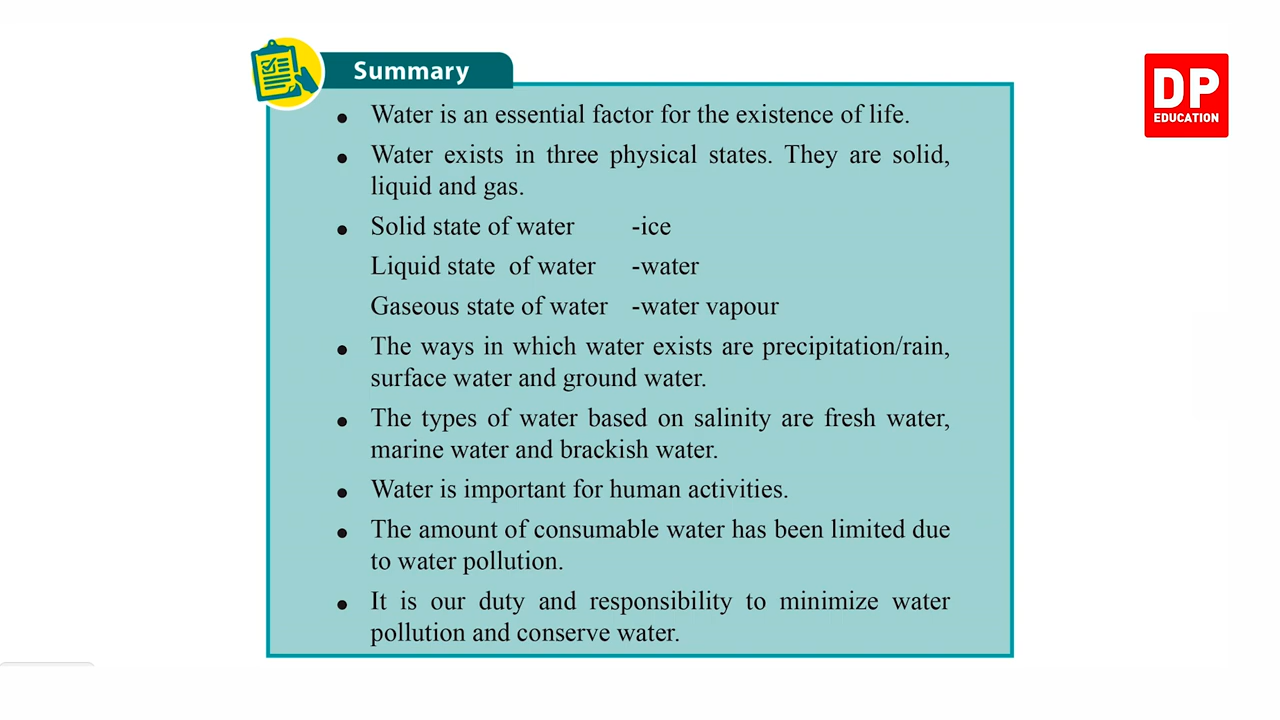 Summary
DP
EDUCATION
• Water is an essential factor for the existence of life.
• Water exists in three physical states. They are solid,
liquid and gas.
• Solid state of water -ice
Liquid state of water -water
Gaseous state of water -water vapour
• The ways in which water exists are precipitation/rain,
surface water and ground water.
• The types of water based on salinity are fresh water,
marine water and brackish water.
• Water is important for human activities.
• The amount of consumable water has been limited due
to water pollution.
• It is our duty and responsibility to minimize water
pollution and conserve water.